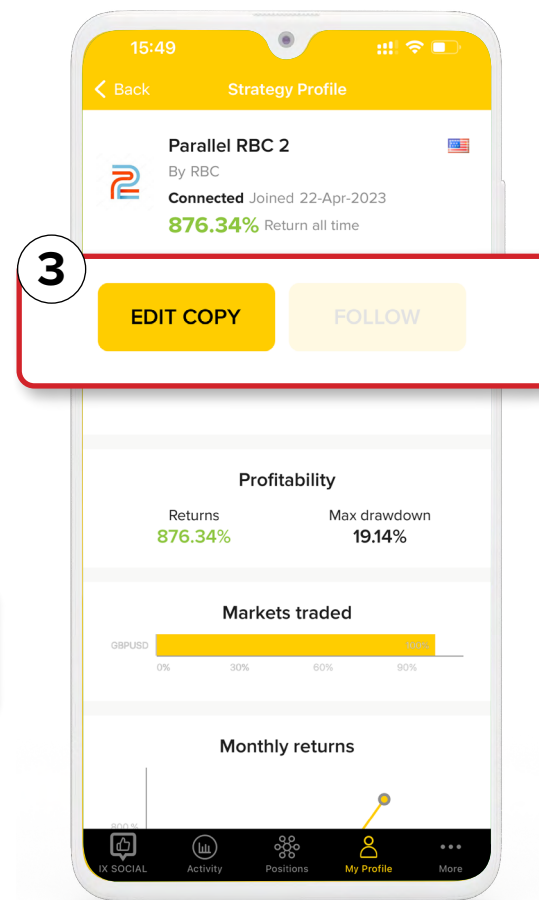 15:49
Back
Strategy Profile
Parallel RBC 2
By RBC
Connected Joined 22-Apr-2023
876.34% Return all time
3
EDIT COPY
FOLLOW
Profitability
Returns
Max drawdown
876.34%
19.14%
Markets traded
GBPUSD
100%
0%
30%
60%
90%
Monthly returns
800 %
IX SOCIAL
Activity
Positions
My Profile
More